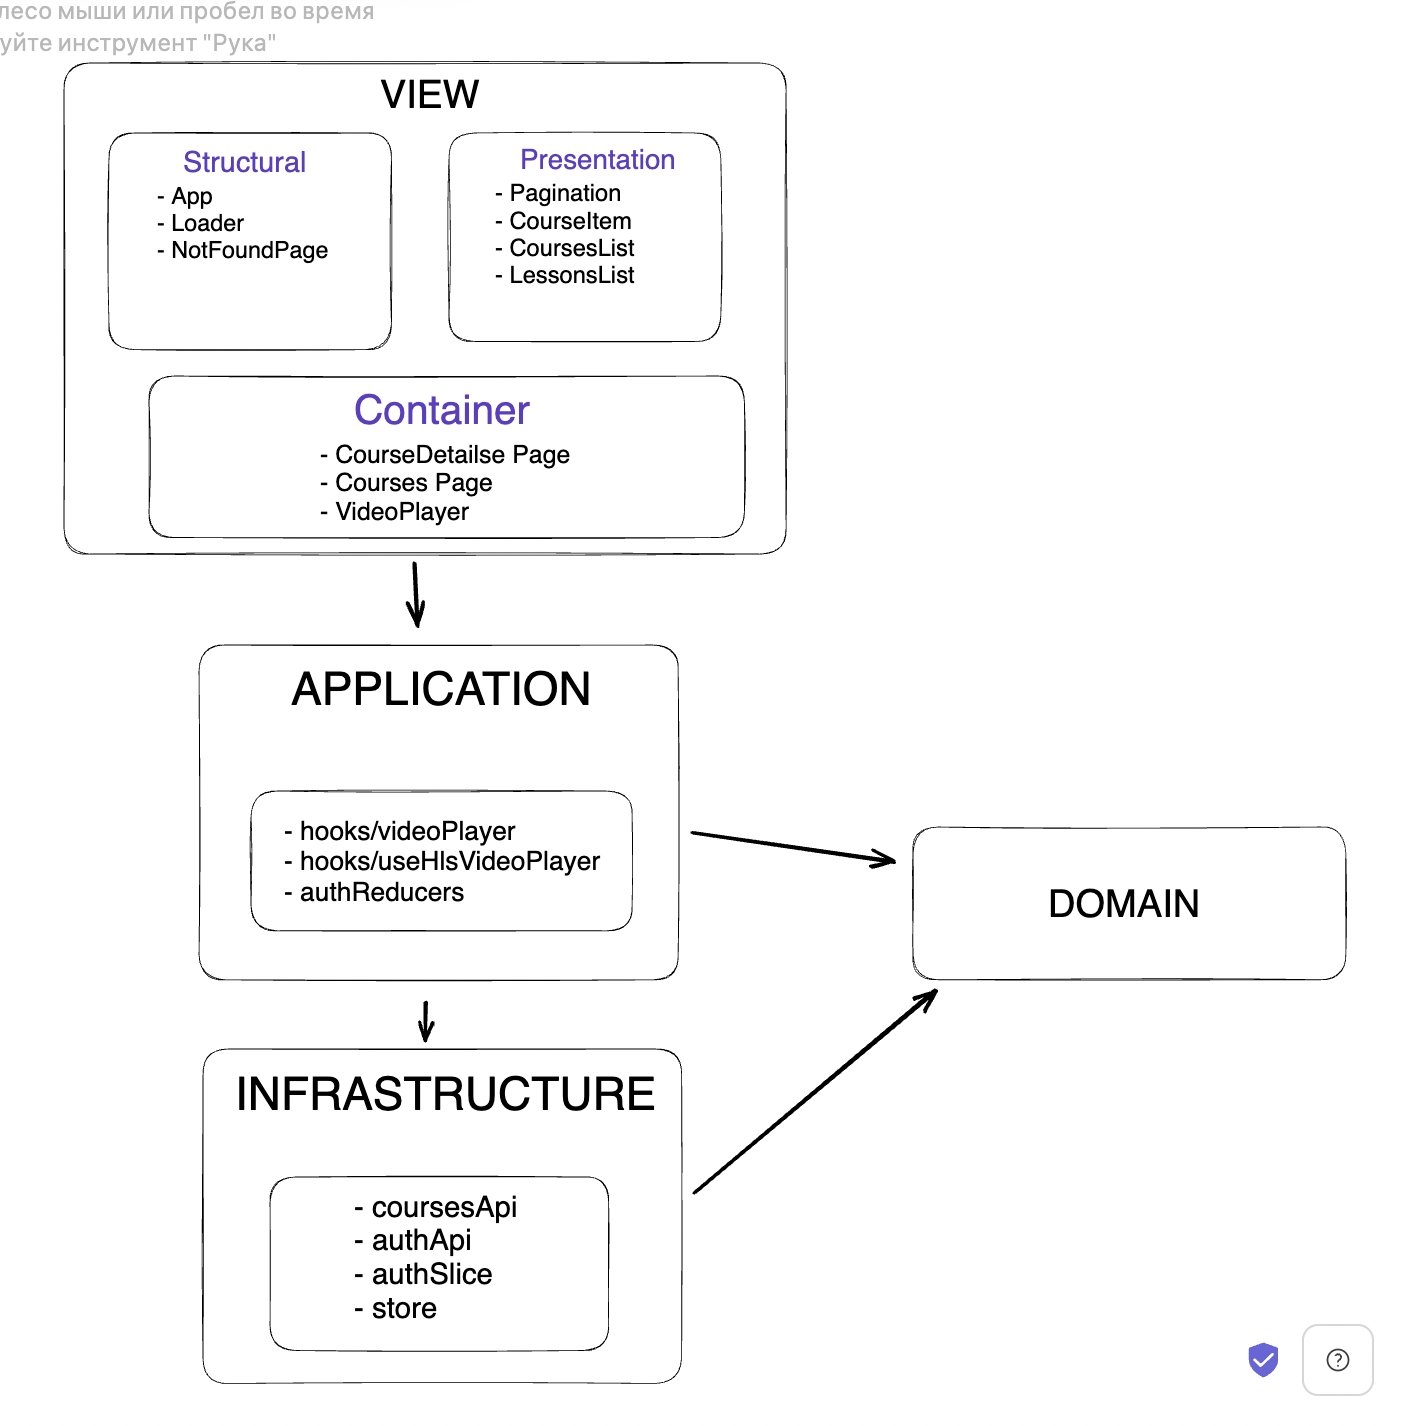 лесо мыши или пробел во время
уйте инструмент "Рука"
VIEW
Structural
- App
- Loader
- NotFoundPage
Presentation
- Pagination
- CourseItem
- CoursesList
- LessonsList
Container
- CourseDetailse Page
- Courses Page
- VideoPlayer
APPLICATION
- hooks/videoPlayer
- hooks/useHlsVideoPlayer
- authReducers
DOMAIN
INFRASTRUCTURE
- coursesApi
- authApi
- authSlice
- store